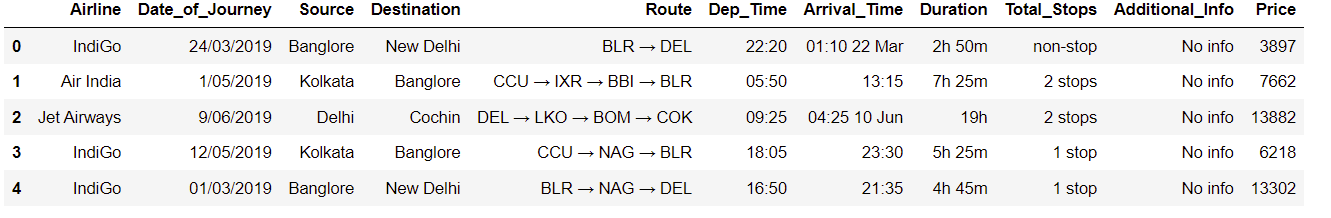 Airline Date_of_Journey Source Destination Route Dep_Time Arrival_Time Duration Total_Stops Additional_Info Price
0 IndiGo 24/03/2019 Banglore New Delhi BLR → DEL 22:20 01:10 22 Mar 2h 50m non-stop No info 3897
1 Air India 1/05/2019 Kolkata Banglore CCU → IXR → BBI → BLR 05:50 13:15 7h 25m 2 stops No info 7662
2 Jet Airways 9/06/2019 Delhi Cochin DEL → LKO → BOM → COK 09:25 04:25 10 Jun 19h 2 stops No info 13882
3 IndiGo 12/05/2019 Kolkata Banglore CCU → NAG → BLR 18:05 23:30 5h 25m 1 stop No info 6218
4 IndiGo 01/03/2019 Banglore New Delhi BLR → NAG → DEL 16:50 21:35 4h 45m 1 stop No info 13302